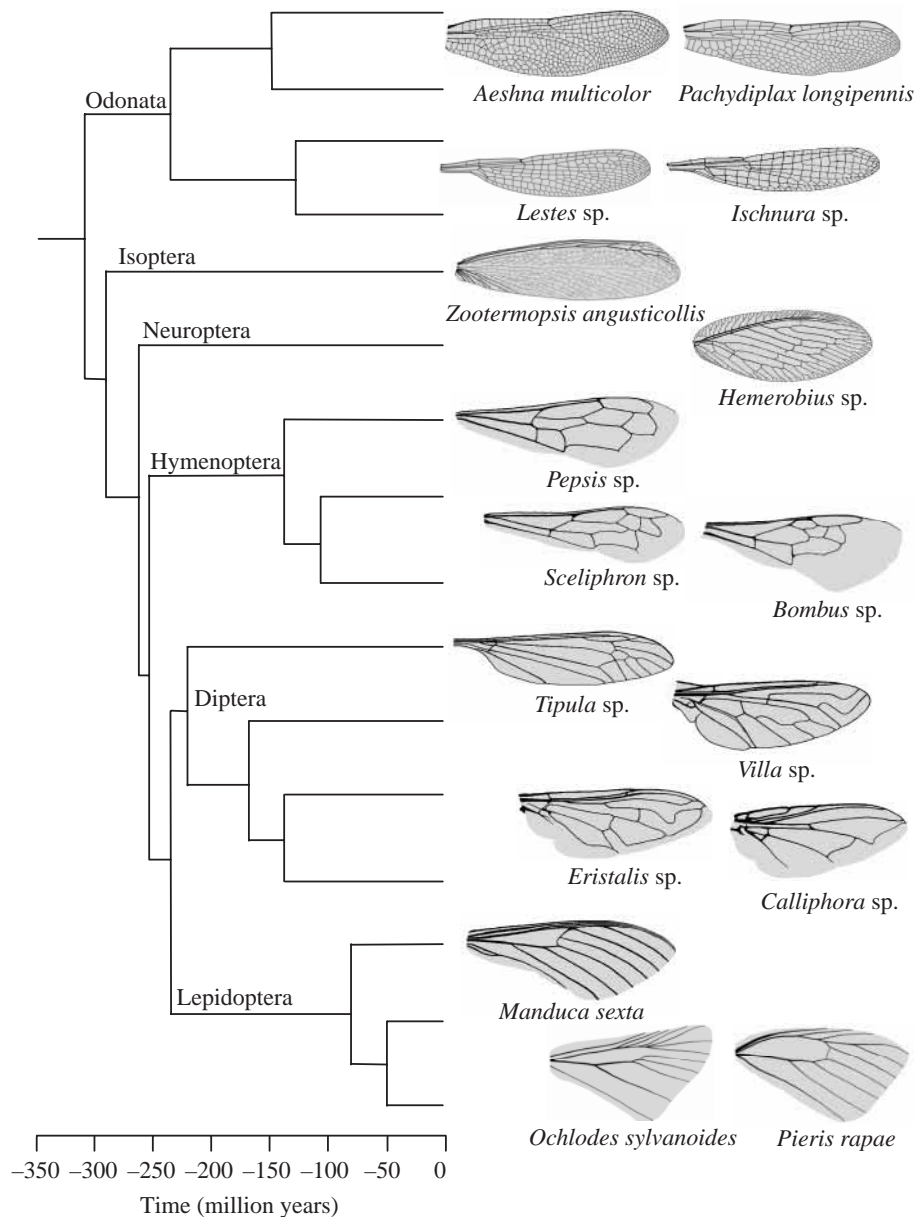 Odonata
Aeshna multicolor
Pachydiplax longipennis
Lestes sp.
Ischnura sp.
Isoptera
Zootermopsis angusticollis
Neuroptera
Hemerobius sp.
Hymenoptera
Pepsis sp.
Sceliphron sp.
Bombus sp.
Diptera
Tipula sp.
Villa sp.
Eristalis sp.
Calliphora sp.
Lepidoptera
Manduca sexta
Ochlodes sylvanoides
Pieris rapae
–350 –300 –250 –200 –150 –100 –50 0
Time (million years)